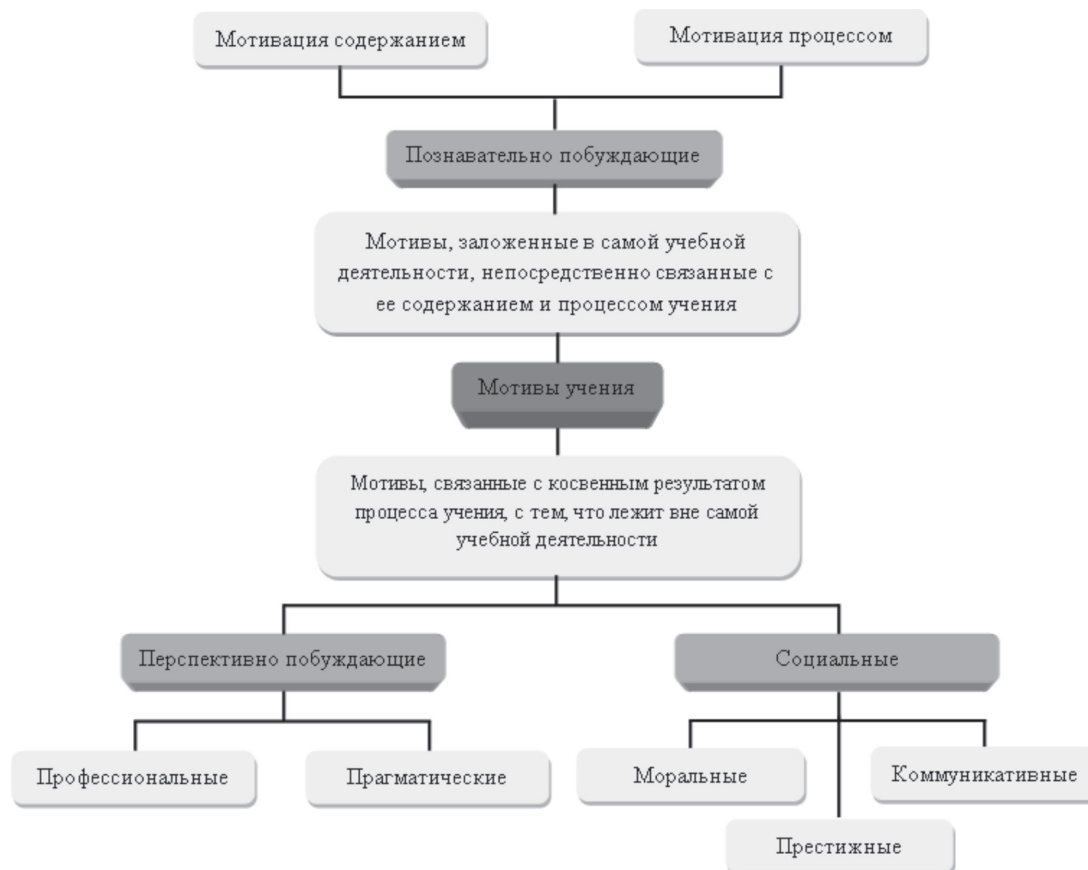 Мотивация содержанием
Мотивация процессом
Познавательно побуждающие
Мотивы, заложенные в самой учебной
деятельности, непосредственно связанные с
ее содержанием и процессом учения
Мотивы учения
Мотивы, связанные с косвенным результатом
процесса учения, с тем, что лежит вне самой
учебной деятельности
Перспективно побуждающие
Социальные
Профессиональные
Прагматические
Моральные
Коммуникативные
Престижные